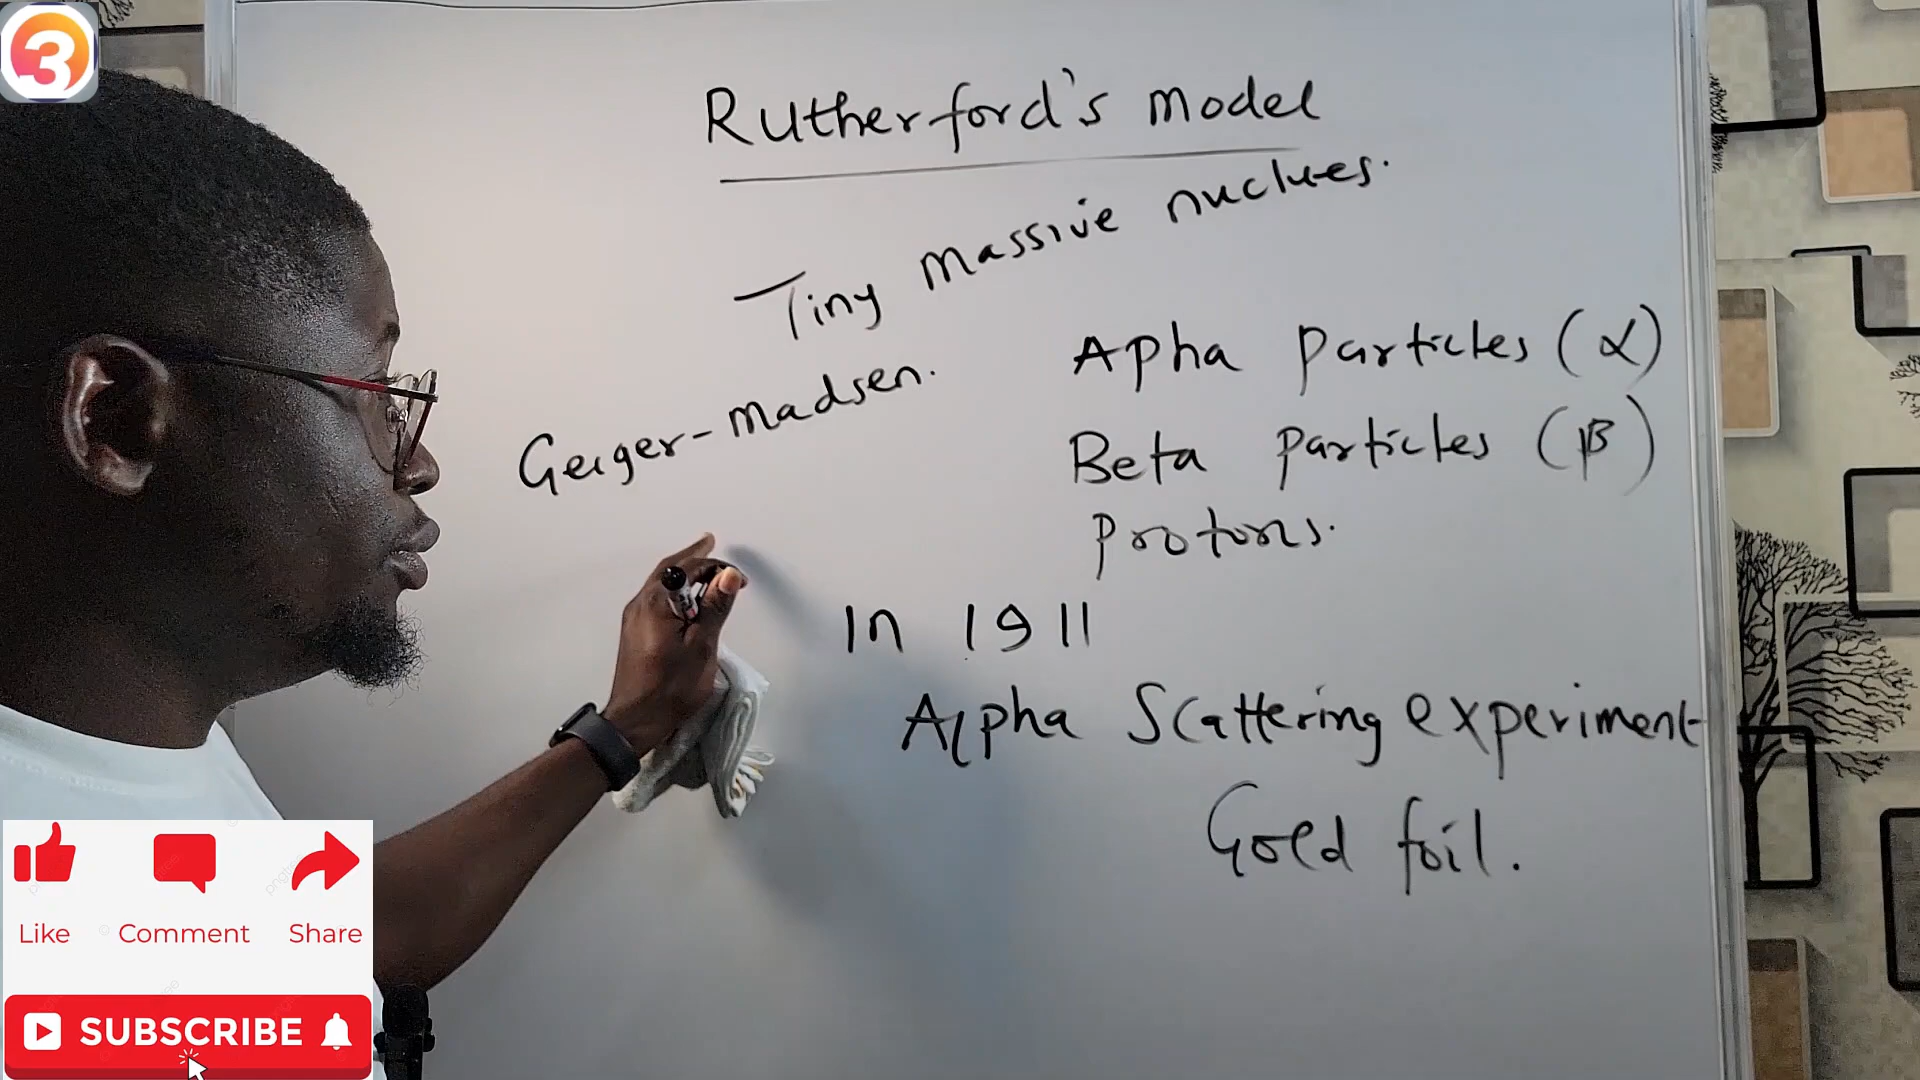 3
Rutherford's model
Tiny massive nuclues.
Geiger-madsen.
Apha particles (α)
Beta particles (β)
protons.
In 1911
Alpha Scattering experiment
Gold foil.
Like Comment Share
SUBSCRIBE